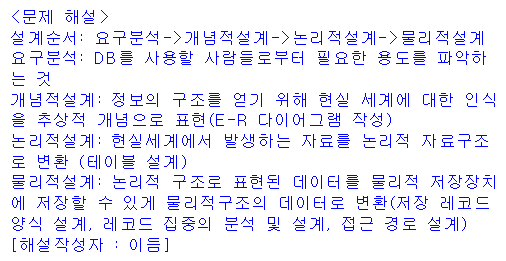 <문제 해설>
설계순서: 요구분석->개념적설계->논리적설계->물리적설계
요구분석: DB를 사용할 사람들로부터 필요한 용도를 파악하
는 것
개념적설계: 정보의 구조를 얻기 위해 현실 세계에 대한 인식
을 추상적 개념으로 표현(E-R 다이어그램 작성)
논리적설계: 현실세계에서 발생하는 자료를 논리적 자료구조
로 변환 (테이블 설계)
물리적설계: 논리적 구조로 표현된 데이터를 물리적 저장장치
에 저장할 수 있게 물리적구조의 데이터로 변환(저장 레코드
양식 설계, 레코드 집중의 분석 및 설계, 접근 경로 설계)
[해설작성자 : 이듬]